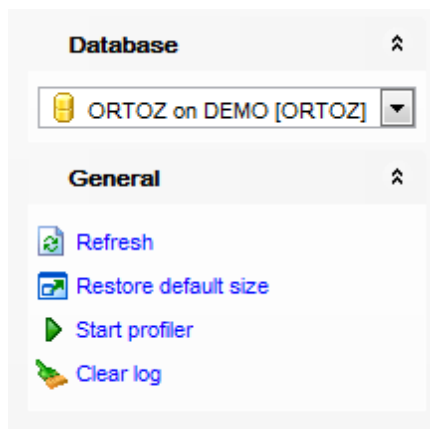 Database
ORTOZ on DEMO [ORTOZ]
General
Refresh
Restore default size
Start profiler
Clear log